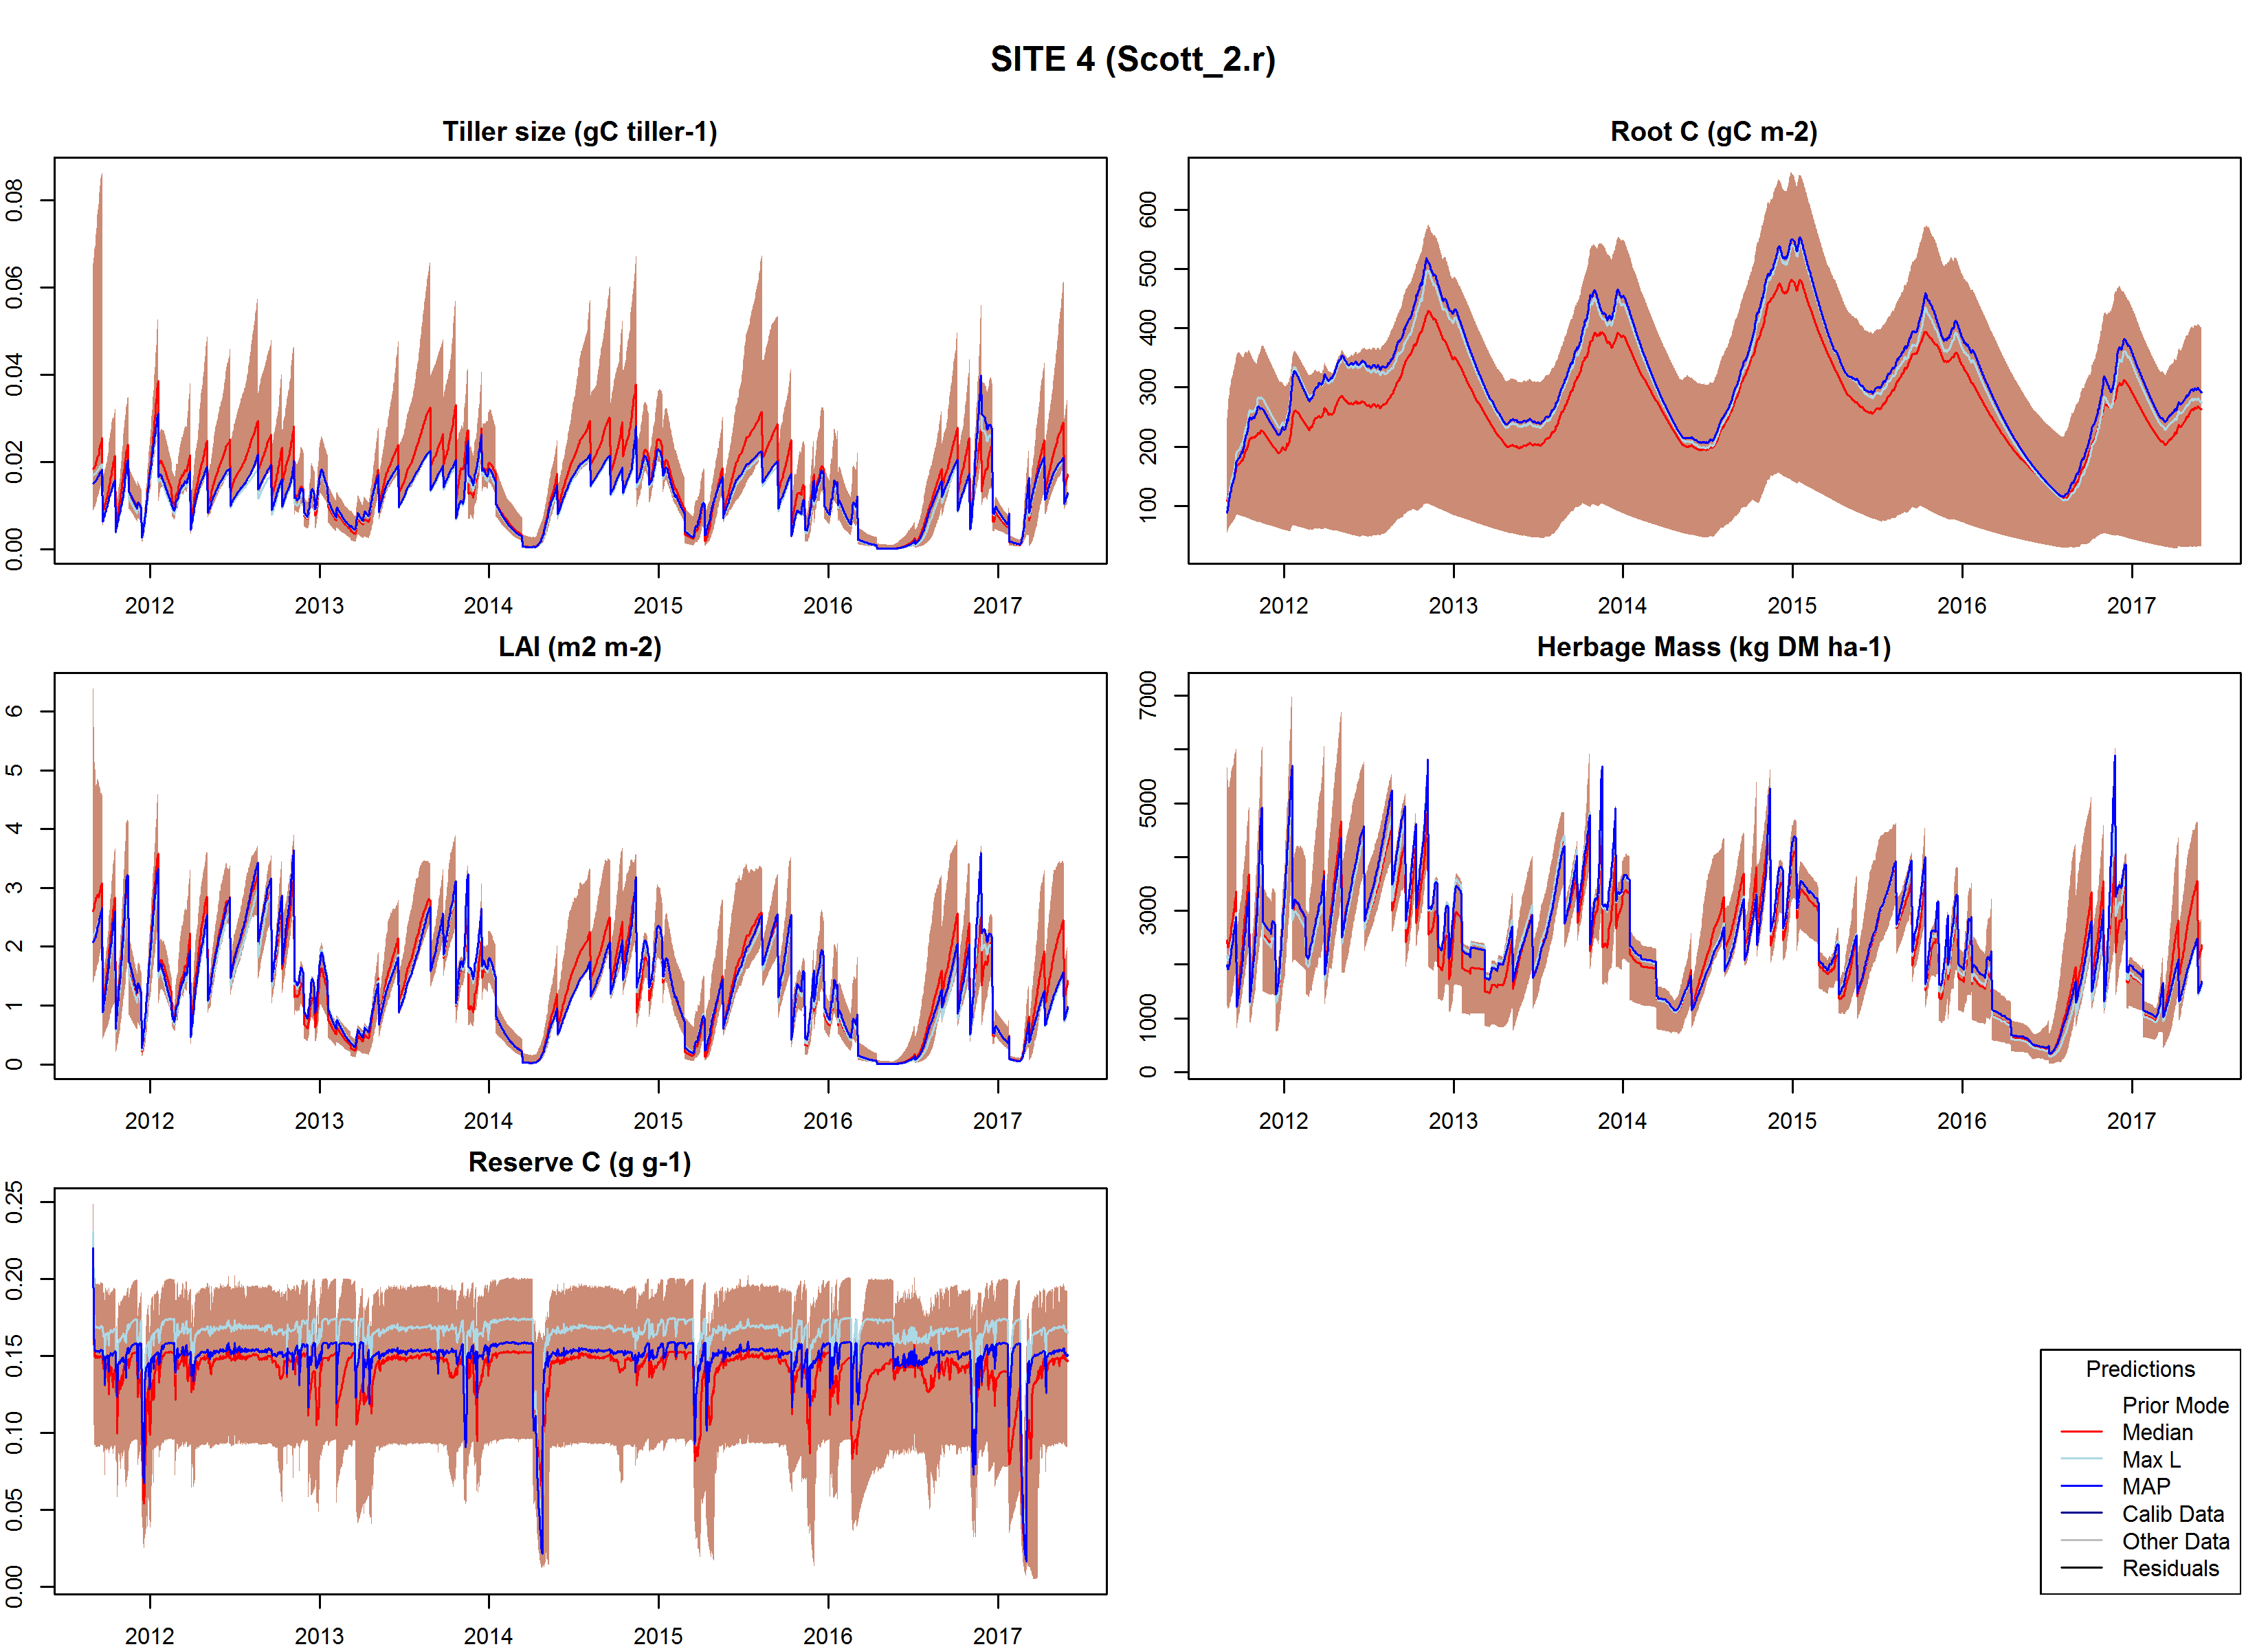 SITE 4 (Scott_2.r)
Tiller size (gC tiller-1)
0.00 0.02 0.04 0.06 0.08
2012 2013 2014 2015 2016 2017
Root C (gC m-2)
100 200 300 400 500 600
2012 2013 2014 2015 2016 2017
LAI (m2 m-2)
0 1 2 3 4 5 6
2012 2013 2014 2015 2016 2017
Herbage Mass (kg DM ha-1)
0 1000 3000 5000 7000
2012 2013 2014 2015 2016 2017
Reserve C (g g-1)
0.00 0.05 0.10 0.15 0.20 0.25
2012 2013 2014 2015 2016 2017
Predictions
Prior Mode
Median
Max L
MAP
Calib Data
Other Data
Residuals